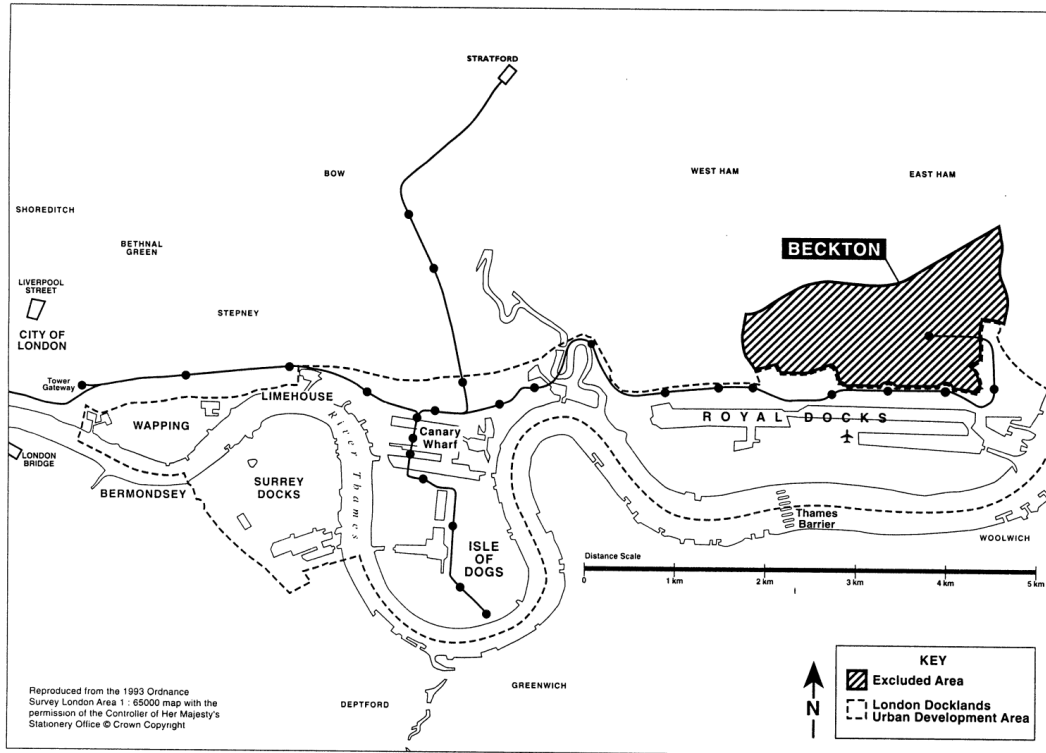 STRATFORD
BOW
WEST HAM
EAST HAM
SHOREDITCH
BETHNAL
GREEN
BECKTON
LIVERPOOL
STREET
STEPNEY
CITY OF
LONDON
Tower
Gateway
LIMEHOUSE
WAPPING
Canary
Wharf
ROYAL DOCKS
River Thames
LONDON
BRIDGE
BERMONDSEY
SURREY
DOCKS
Thames
Barrier
WOOLWICH
ISLE
OF
DOGS
Distance Scale
0 1 km 2 km 3 km 4 km 5 km
GREENWICH
DEPTFORD
Reproduced from the 1993 Ordnance
Survey London Area 1 : 65000 map with the
permission of the Controller of Her Majesty's
Stationery Office © Crown Copyright
N
KEY
Excluded Area
London Docklands
Urban Development Area